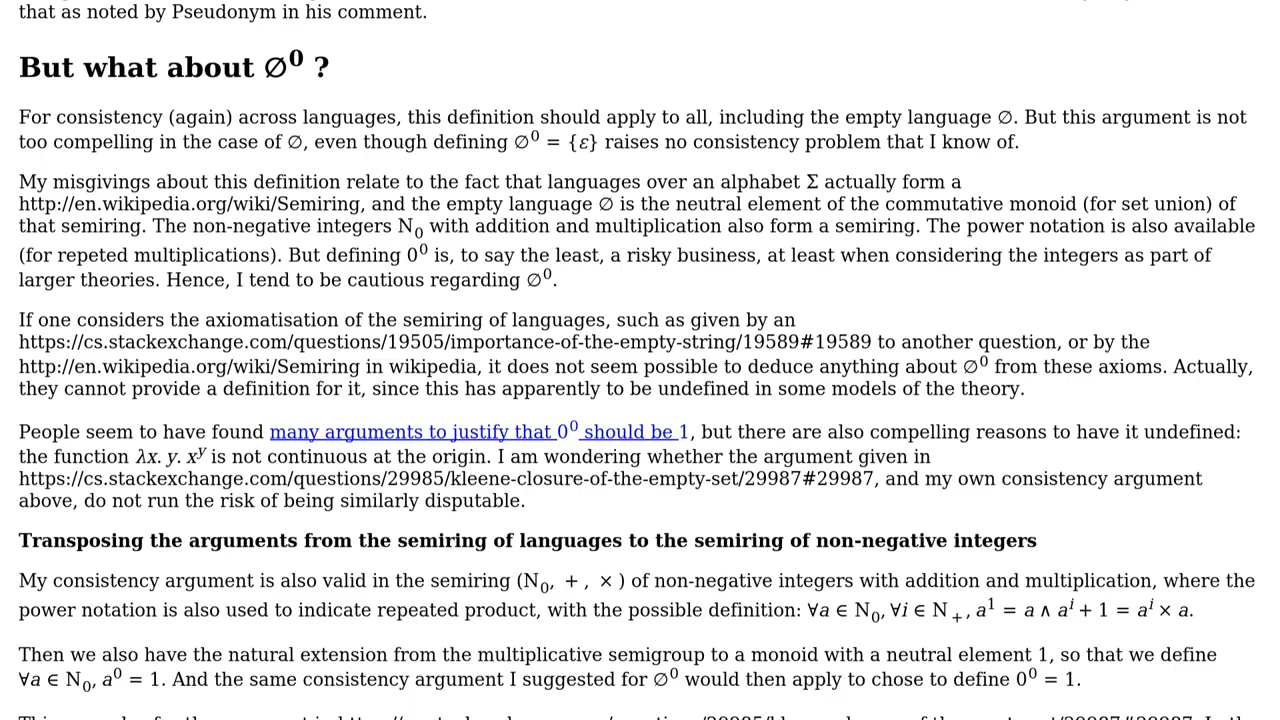 that as noted by Pseudonym in his comment.
But what about ∅⁰ ?
For consistency (again) across languages, this definition should apply to all, including the empty language ∅. But this argument is not
too compelling in the case of ∅, even though defining ∅⁰ = {ε} raises no consistency problem that I know of.
My misgivings about this definition relate to the fact that languages over an alphabet Σ actually form a
http://en.wikipedia.org/wiki/Semiring, and the empty language ∅ is the neutral element of the commutative monoid (for set union) of
that semiring. The non-negative integers N₀ with addition and multiplication also form a semiring. The power notation is also available
(for repeted multiplications). But defining 0⁰ is, to say the least, a risky business, at least when considering the integers as part of
larger theories. Hence, I tend to be cautious regarding ∅⁰.
If one considers the axiomatisation of the semiring of languages, such as given by an
https://cs.stackexchange.com/questions/19505/importance-of-the-empty-string/19589#19589 to another question, or by the
http://en.wikipedia.org/wiki/Semiring in wikipedia, it does not seem possible to deduce anything about ∅⁰ from these axioms. Actually,
they cannot provide a definition for it, since this has apparently to be undefined in some models of the theory.
People seem to have found many arguments to justify that 0⁰ should be 1, but there are also compelling reasons to have it undefined:
the function λx. y. xʸ is not continuous at the origin. I am wondering whether the argument given in
https://cs.stackexchange.com/questions/29985/kleene-closure-of-the-empty-set/29987#29987, and my own consistency argument
above, do not run the risk of being similarly disputable.
Transposing the arguments from the semiring of languages to the semiring of non-negative integers
My consistency argument is also valid in the semiring (N₀, + , × ) of non-negative integers with addition and multiplication, where the
power notation is also used to indicate repeated product, with the possible definition: ∀a ∈ N₀, ∀i ∈ N₊, a¹ = a ∧ aⁱ + 1 = aⁱ × a.
Then we also have the natural extension from the multiplicative semigroup to a monoid with a neutral element 1, so that we define
∀a ∈ N₀, a⁰ = 1. And the same consistency argument I suggested for ∅⁰ would then apply to chose to define 0⁰ = 1.